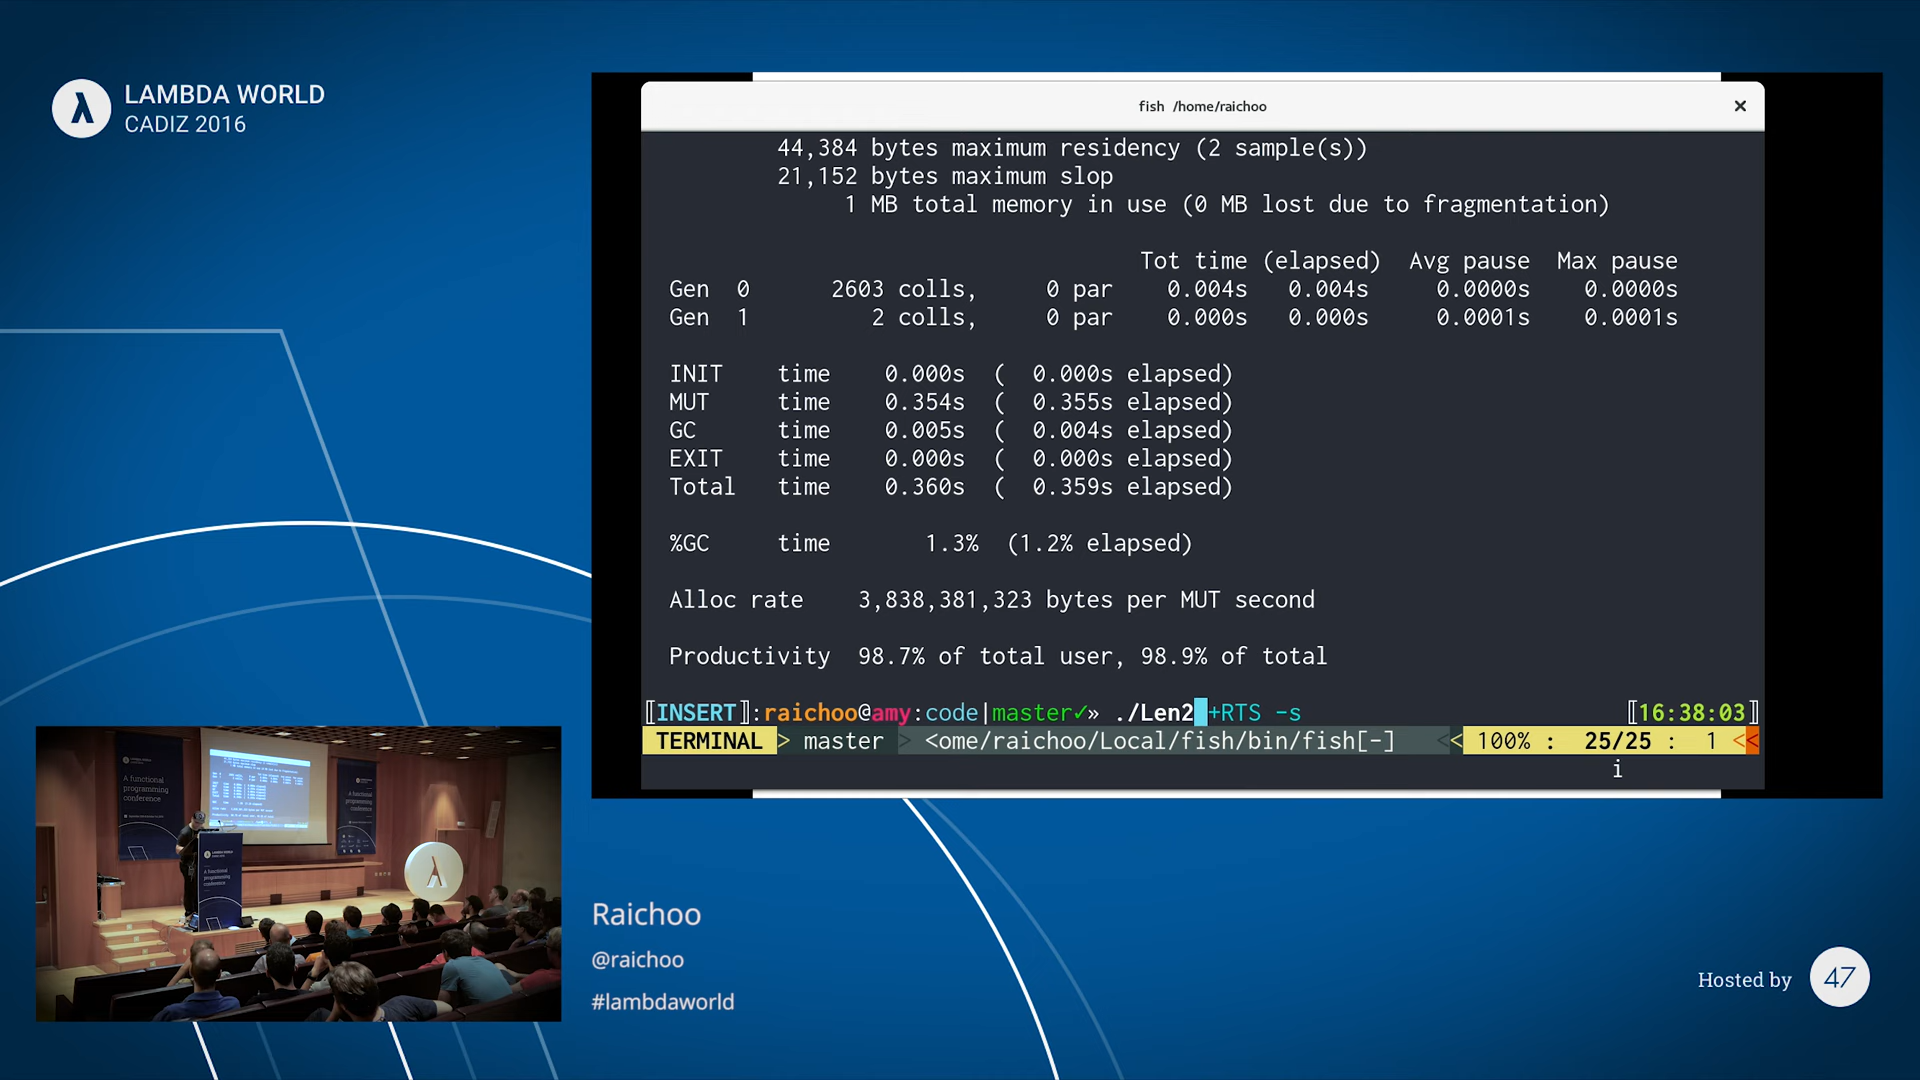 LAMBDA WORLD
CADIZ 2016
fish /home/raichoo
44,384 bytes maximum residency (2 sample(s))
21,152 bytes maximum slop
1 MB total memory in use (0 MB lost due to fragmentation)
Tot time (elapsed) Avg pause Max pause
Gen 0 2603 colls, 0 par 0.004s 0.004s 0.0000s 0.0000s
Gen 1 2 colls, 0 par 0.000s 0.000s 0.0001s 0.0001s
INIT time 0.000s ( 0.000s elapsed)
MUT time 0.354s ( 0.355s elapsed)
GC time 0.005s ( 0.004s elapsed)
EXIT time 0.000s ( 0.000s elapsed)
Total time 0.360s ( 0.359s elapsed)
%GC time 1.3% (1.2% elapsed)
Alloc rate 3,838,381,323 bytes per MUT second
Productivity 98.7% of total user, 98.9% of total
[INSERT]:raichoo@amy:code|master✓» ./Len2 +RTS -s [16:38:03]
TERMINAL > master > <ome/raichoo/Local/fish/bin/fish[-] << 100% : 25/25 : 1 <<
i
A functional
programming
conference
A functional
programming
conference
Raichoo
@raichoo
#lambdaworld
Hosted by 47